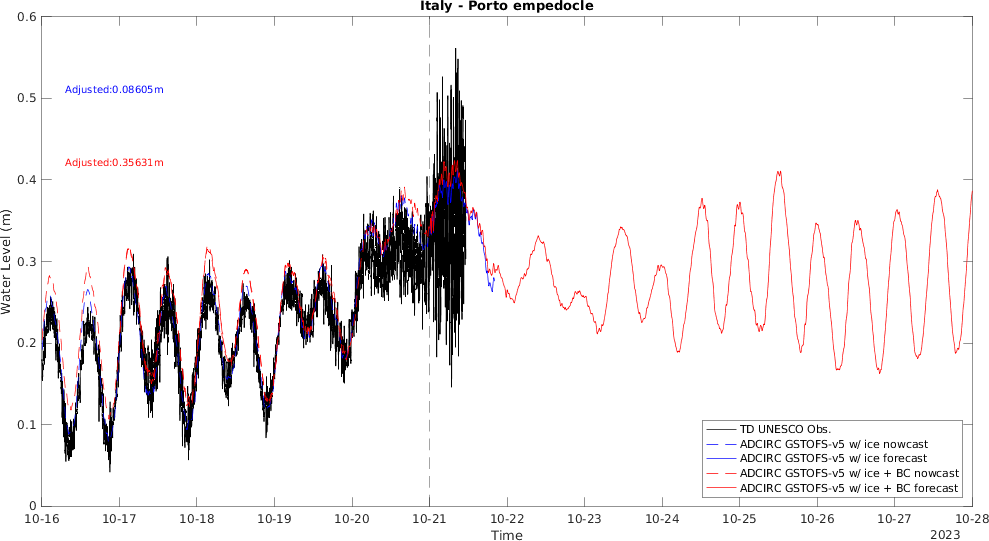 Italy - Porto empedocle
0.6
0.5
0.4
0.3
0.2
0.1
0
Water Level (m)
Adjusted:0.08605m
Adjusted:0.35631m
TD UNESCO Obs.
ADCIRC GSTOFS-v5 w/ ice nowcast
ADCIRC GSTOFS-v5 w/ ice forecast
ADCIRC GSTOFS-v5 w/ ice + BC nowcast
ADCIRC GSTOFS-v5 w/ ice + BC forecast
10-16 10-17 10-18 10-19 10-20 10-21 10-22 10-23 10-24 10-25 10-26 10-27 10-28
Time
2023